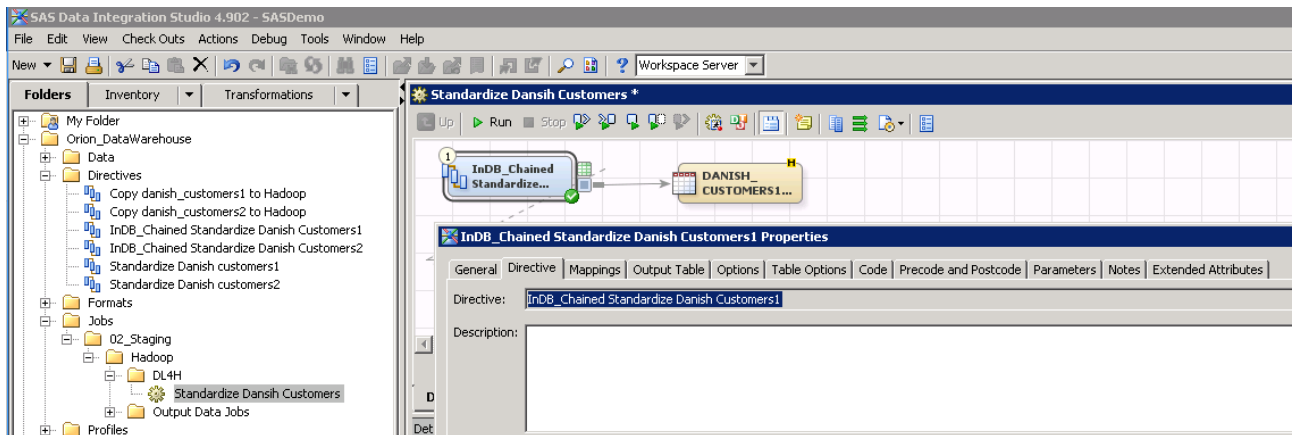 SAS Data Integration Studio 4.902 - SASDemo
File Edit View Check Outs Actions Debug Tools Window Help
New Workspace Server
Folders Inventory Transformations
My Folder
Orion_DataWarehouse
Data
Directives
Copy danish_customers1 to Hadoop
Copy danish_customers2 to Hadoop
InDB_Chained Standardize Danish Customers1
InDB_Chained Standardize Danish Customers2
Standardize Danish customers1
Standardize Danish customers2
Formats
Jobs
02_Staging
Hadoop
DL4H
Standardize Dansih Customers
Output Data Jobs
Profiles
Standardize Dansih Customers *
Up Run Stop
1
InDB_Chained
Standardize...
H
DANISH_
CUSTOMERS1...
InDB_Chained Standardize Danish Customers1 Properties
General Directive Mappings Output Table Options Table Options Code Precode and Postcode Parameters Notes Extended Attributes
Directive: InDB_Chained Standardize Danish Customers1
Description:
D
Det